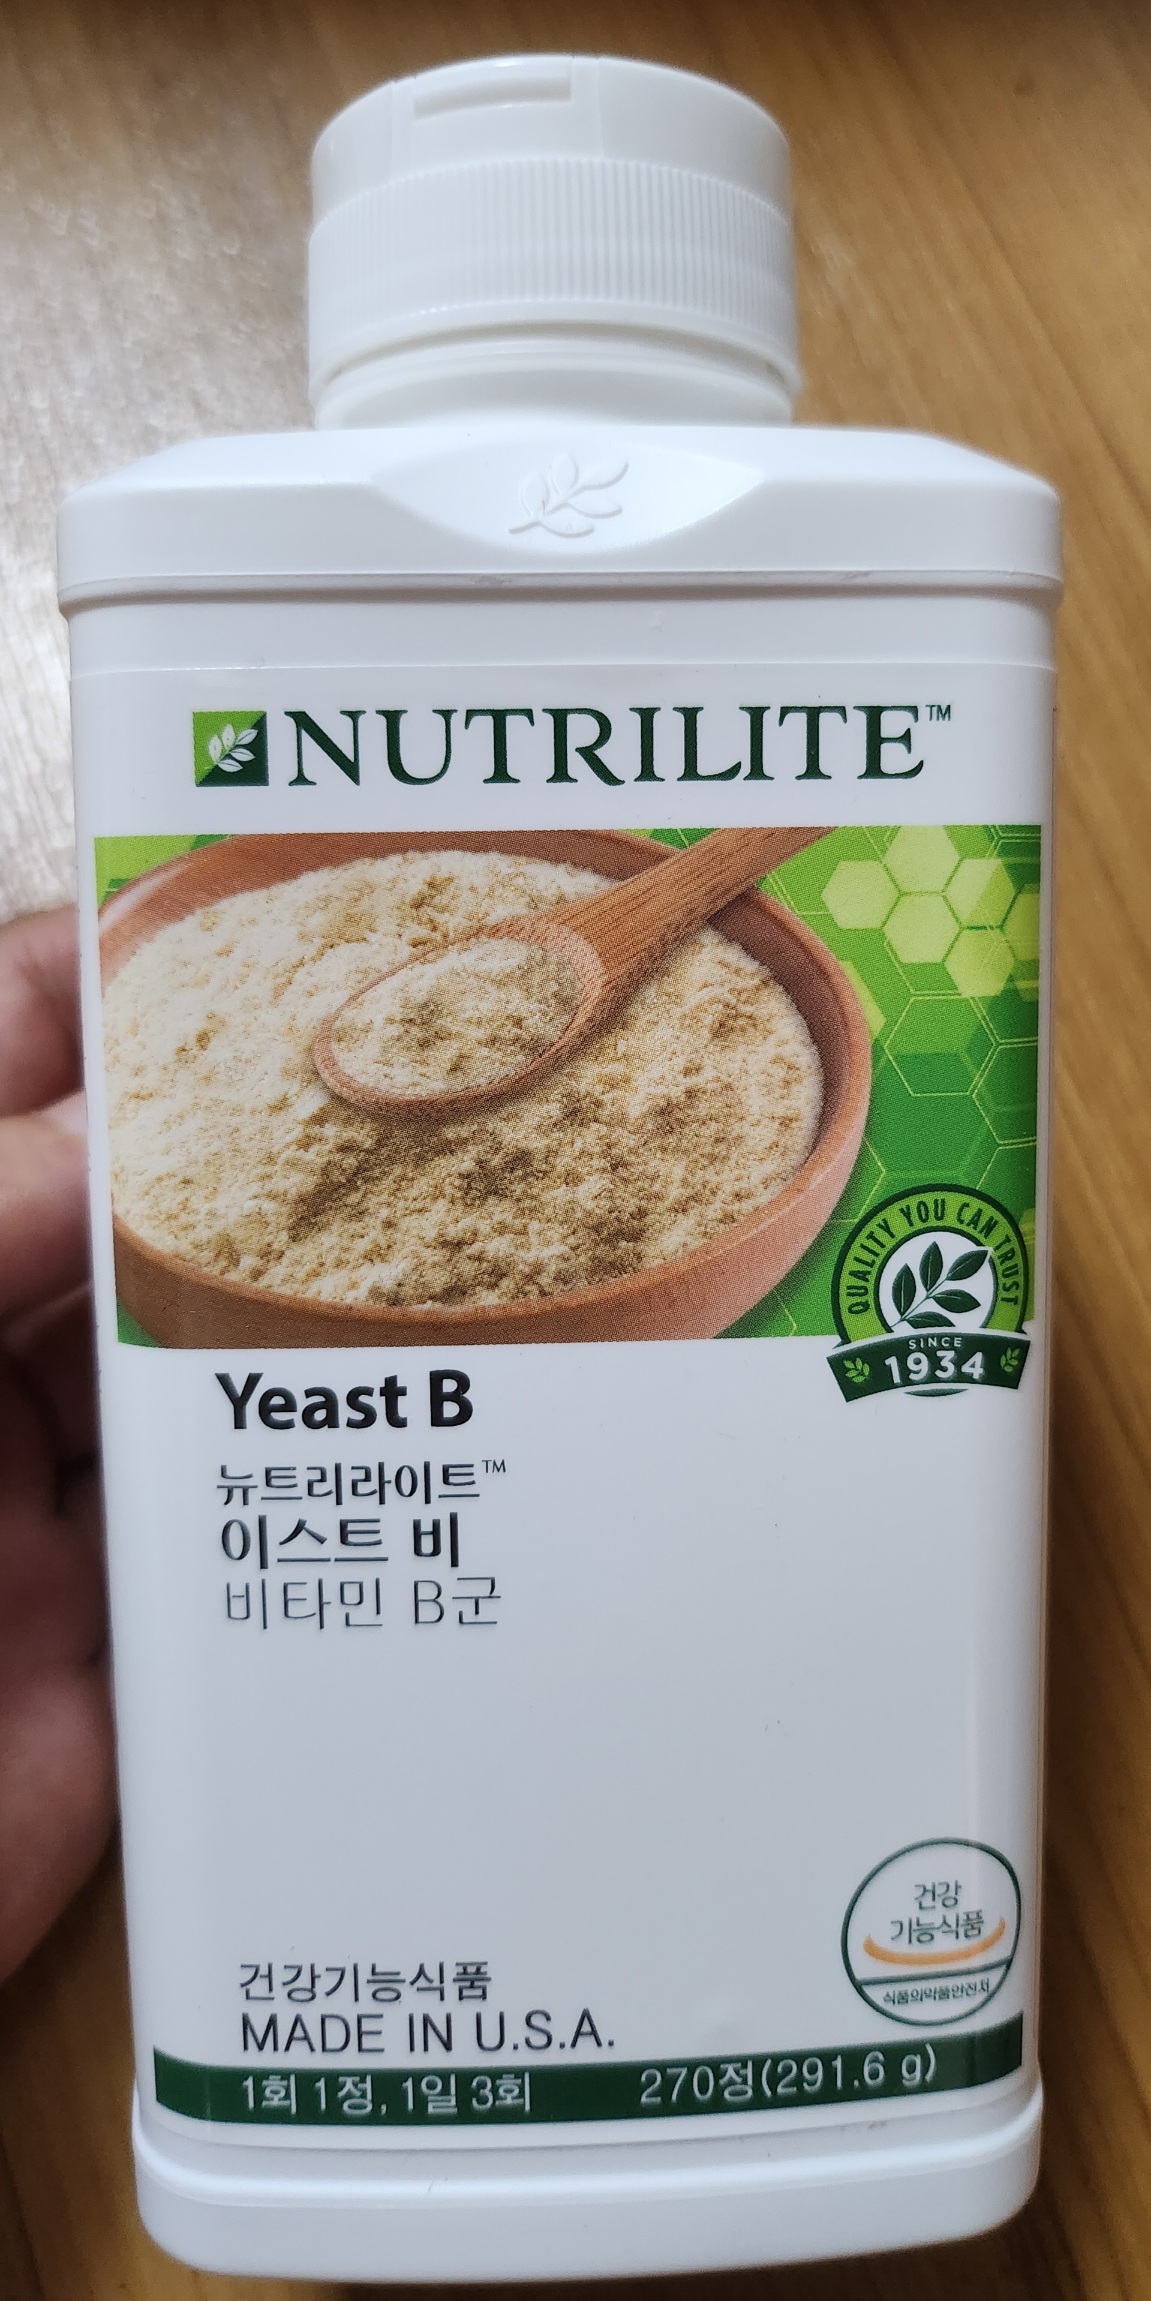 NUTRILITE™
QUALITY YOU CAN TRUST
SINCE
1934
Yeast B
뉴트리라이트™
이스트 비
비타민 B군
건강
기능식품
식품의약품안전처
건강기능식품
MADE IN U.S.A.
1회 1정, 1일 3회 270정(291.6 g)